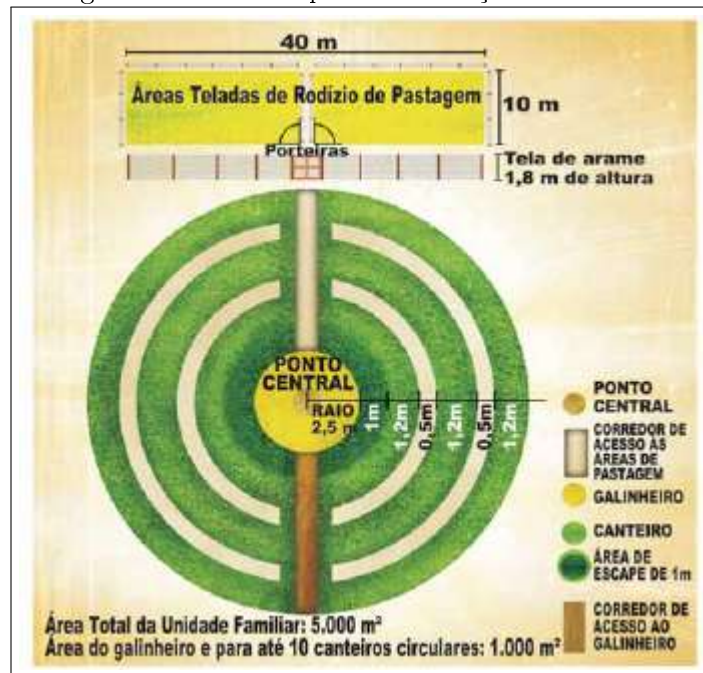 40 m
Áreas Teladas de Rodízio de Pastagem
10 m
Porteiras
Tela de arame
1,8 m de altura
PONTO
CENTRAL
RAIO
2,5 m
1m
1,2m
0,5m
1,2m
0,5m
1,2m
PONTO
CENTRAL
CORREDOR DE
ACESSO ÀS
ÁREAS DE
PASTAGEM
GALINHEIRO
CANTEIRO
ÁREA DE
ESCAPE DE 1m
CORREDOR DE
ACESSO AO
GALINHEIRO
Área Total da Unidade Familiar: 5.000 m²
Área do galinheiro e para até 10 canteiros circulares: 1.000 m²